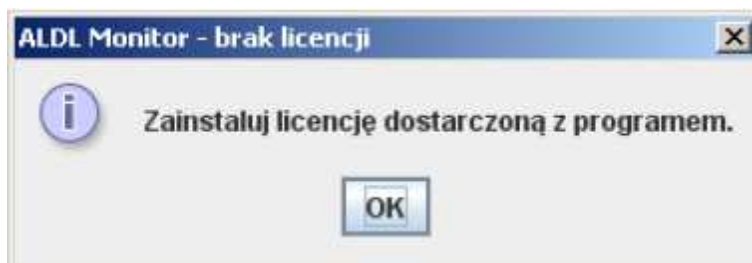 ALDL Monitor - brak licencji
Zainstaluj licencję dostarczoną z programem.
OK